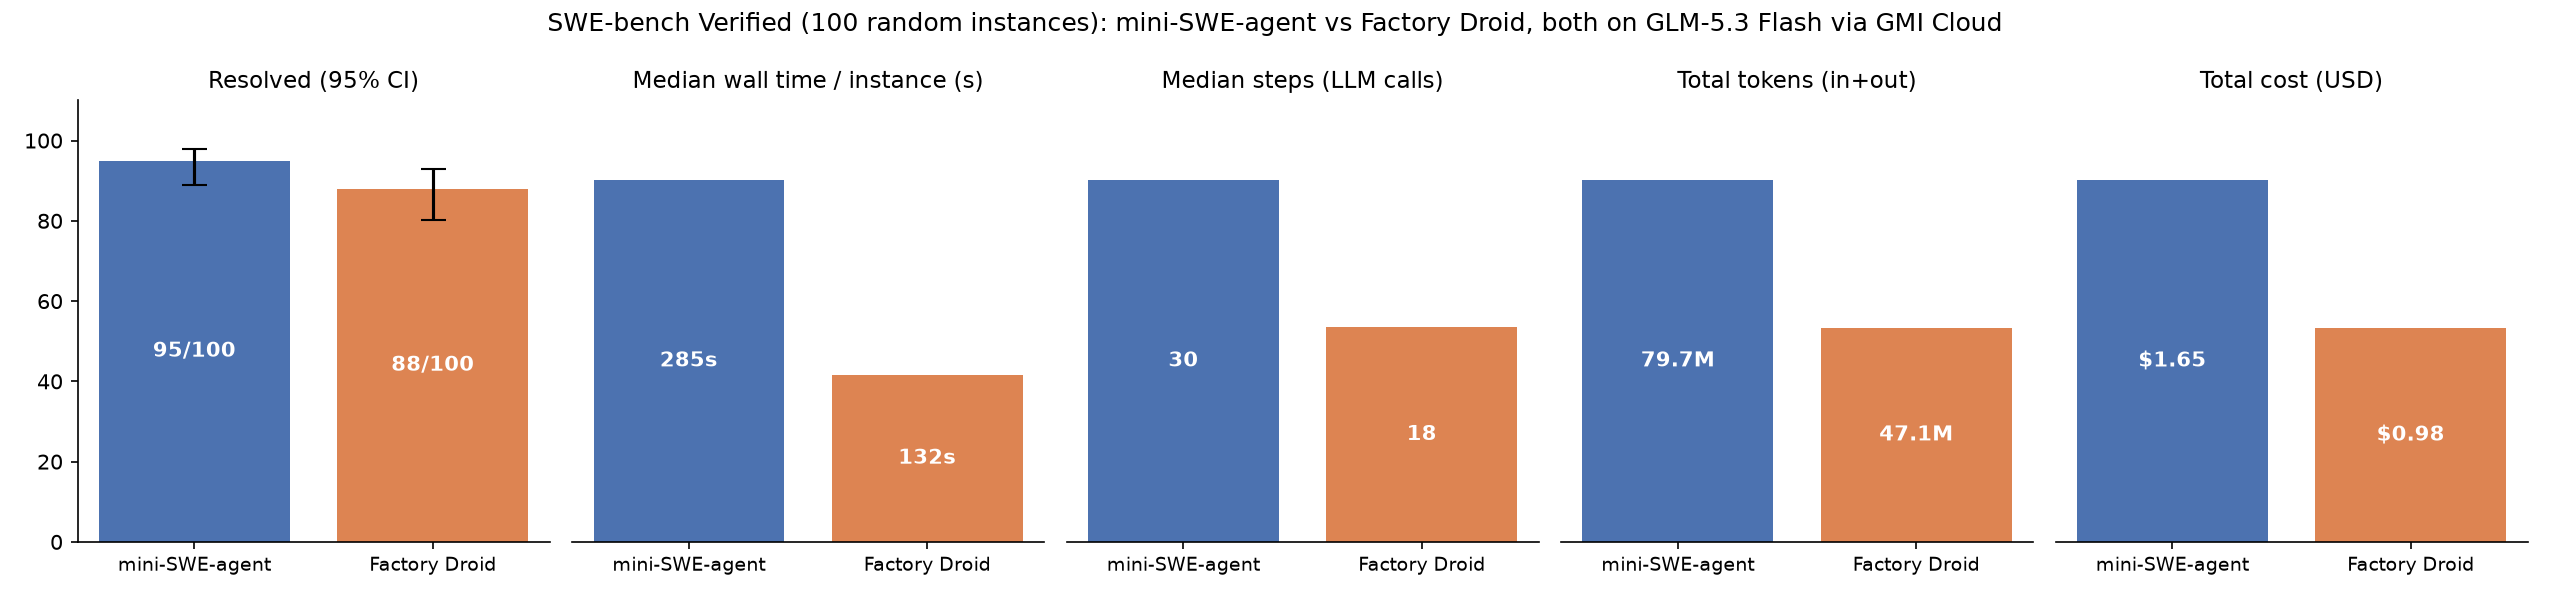 SWE-bench Verified (100 random instances): mini-SWE-agent vs Factory Droid, both on GLM-5.3 Flash via GMI Cloud
Resolved (95% CI)
100
80
60
40
20
0
95/100
88/100
mini-SWE-agent
Factory Droid
Median wall time / instance (s)
285s
132s
mini-SWE-agent
Factory Droid
Median steps (LLM calls)
30
18
mini-SWE-agent
Factory Droid
Total tokens (in+out)
79.7M
47.1M
mini-SWE-agent
Factory Droid
Total cost (USD)
$1.65
$0.98
mini-SWE-agent
Factory Droid